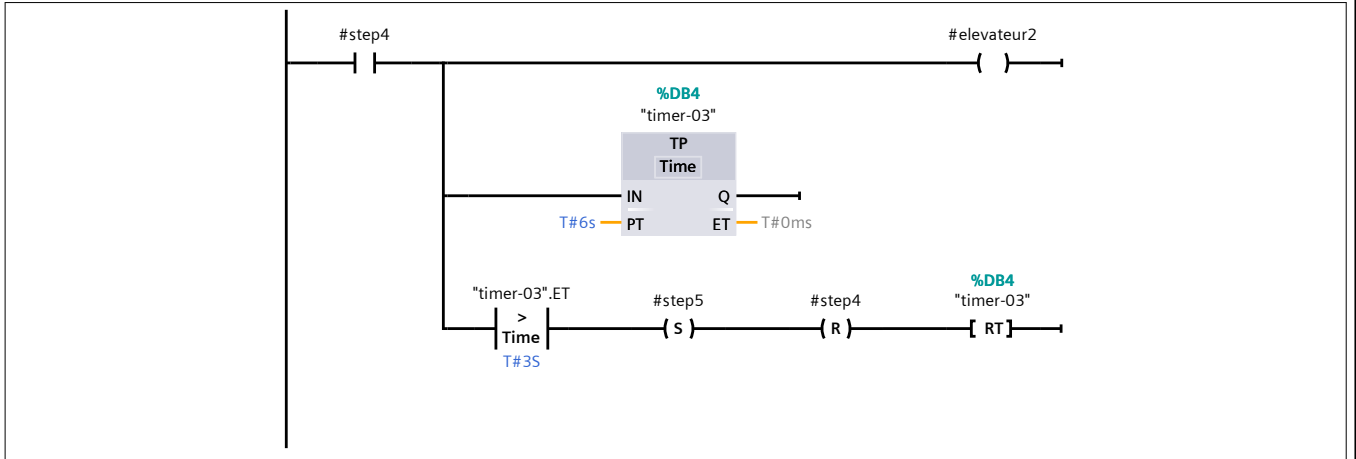 #step4
#elevateur2
%DB4
"timer-03"
TP
Time
IN Q
T#6s PT ET T#0ms
"timer-03".ET
>
Time
T#3S
#step5
S
#step4
R
%DB4
"timer-03"
RT